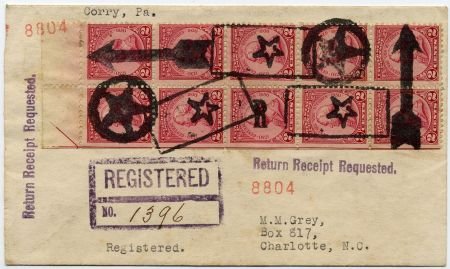 Corry, Pa.
8804
Return Receipt Requested.
R
REGISTERED
NO. 1396
Return Receipt Requested.
8804
M.M.Grey,
Box 817,
Charlotte, N.C.
Registered.